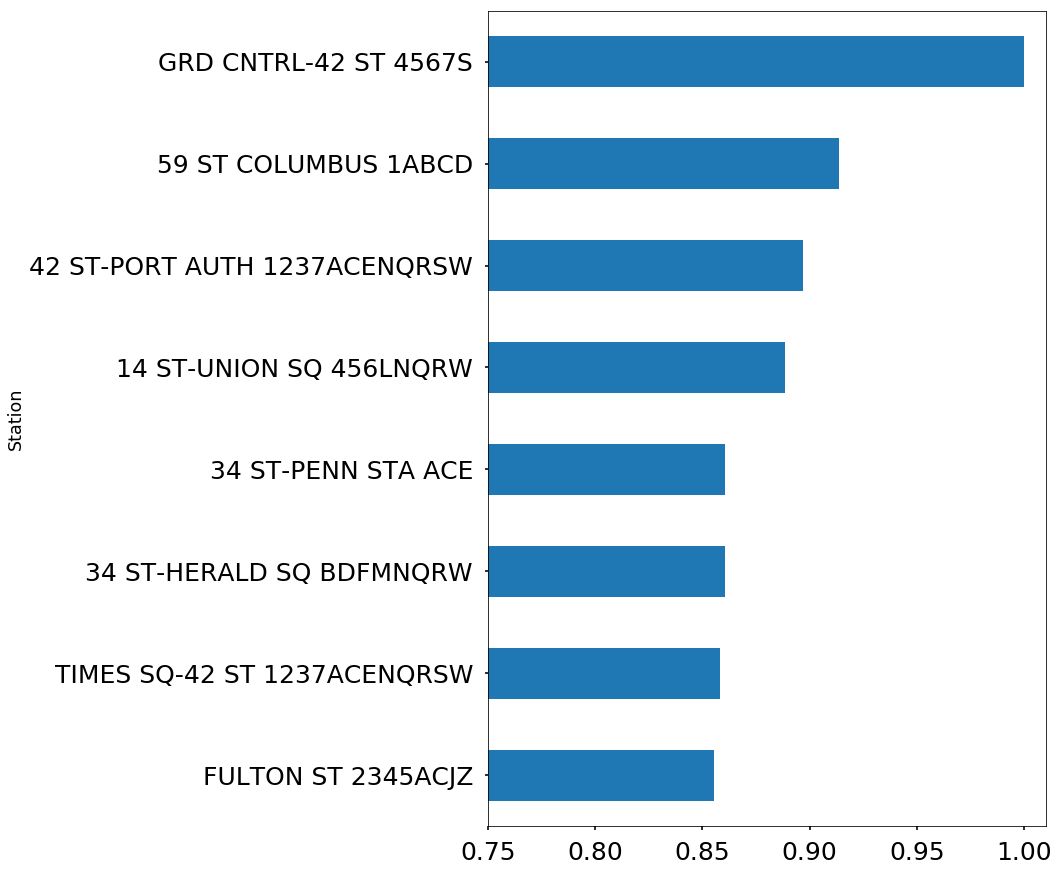 GRD CNTRL-42 ST 4567S
59 ST COLUMBUS 1ABCD
42 ST-PORT AUTH 1237ACENQRSW
14 ST-UNION SQ 456LNQRW
34 ST-PENN STA ACE
34 ST-HERALD SQ BDFMNQRW
TIMES SQ-42 ST 1237ACENQRSW
FULTON ST 2345ACJZ
Station
0.75 0.80 0.85 0.90 0.95 1.00